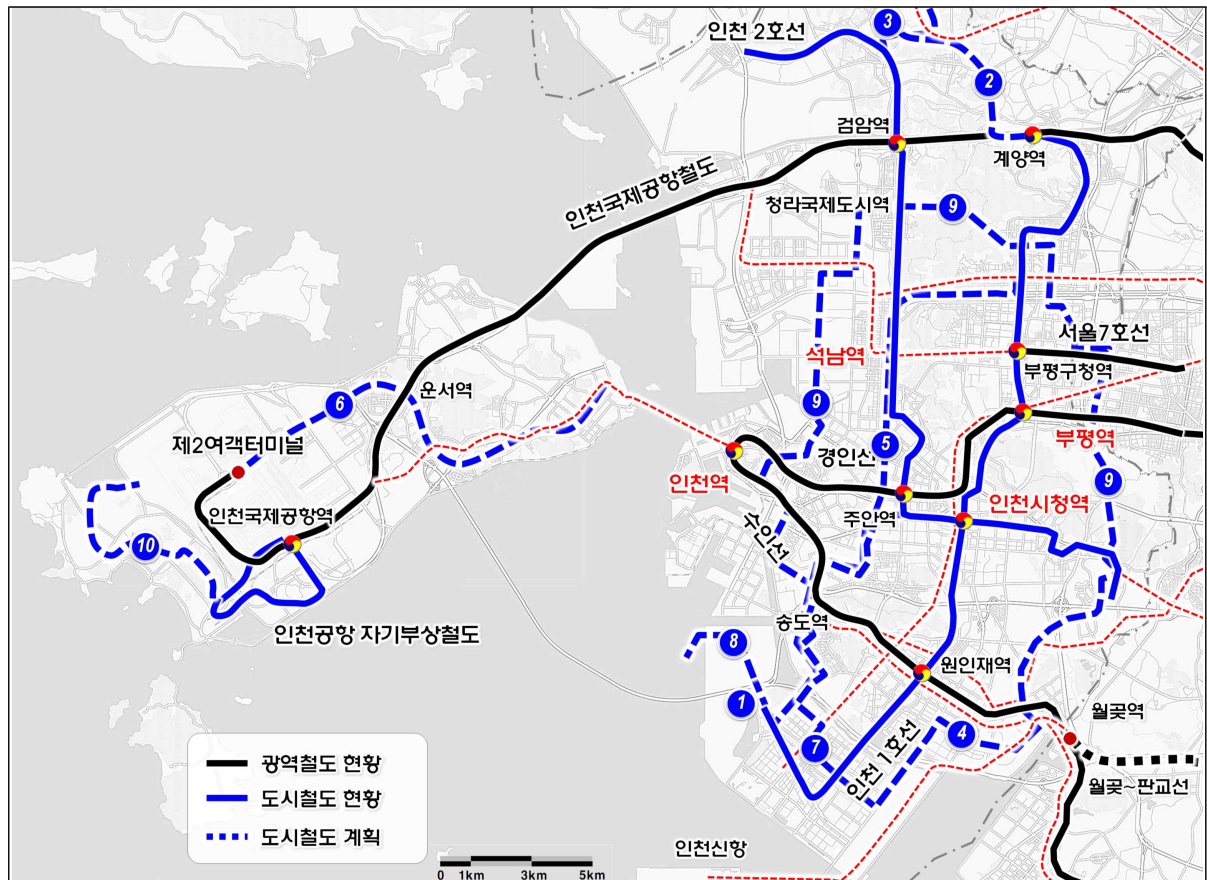 인천 2호선
3
2
검암역
계양역
인천국제공항철도
청라국제도시역
9
서울7호선
석남역
부평구청역
운서역
6
9
제2여객터미널
부평역
경인선
5
인천역
9
인천국제공항역
주안역
인천시청역
수인선
10
인천공항 자기부상철도
송도역
8
원인재역
1
월곶역
4
7
인천 1호선
월곶~판교선
광역철도 현황
도시철도 현황
도시철도 계획
인천신항
0 1km 3km 5km